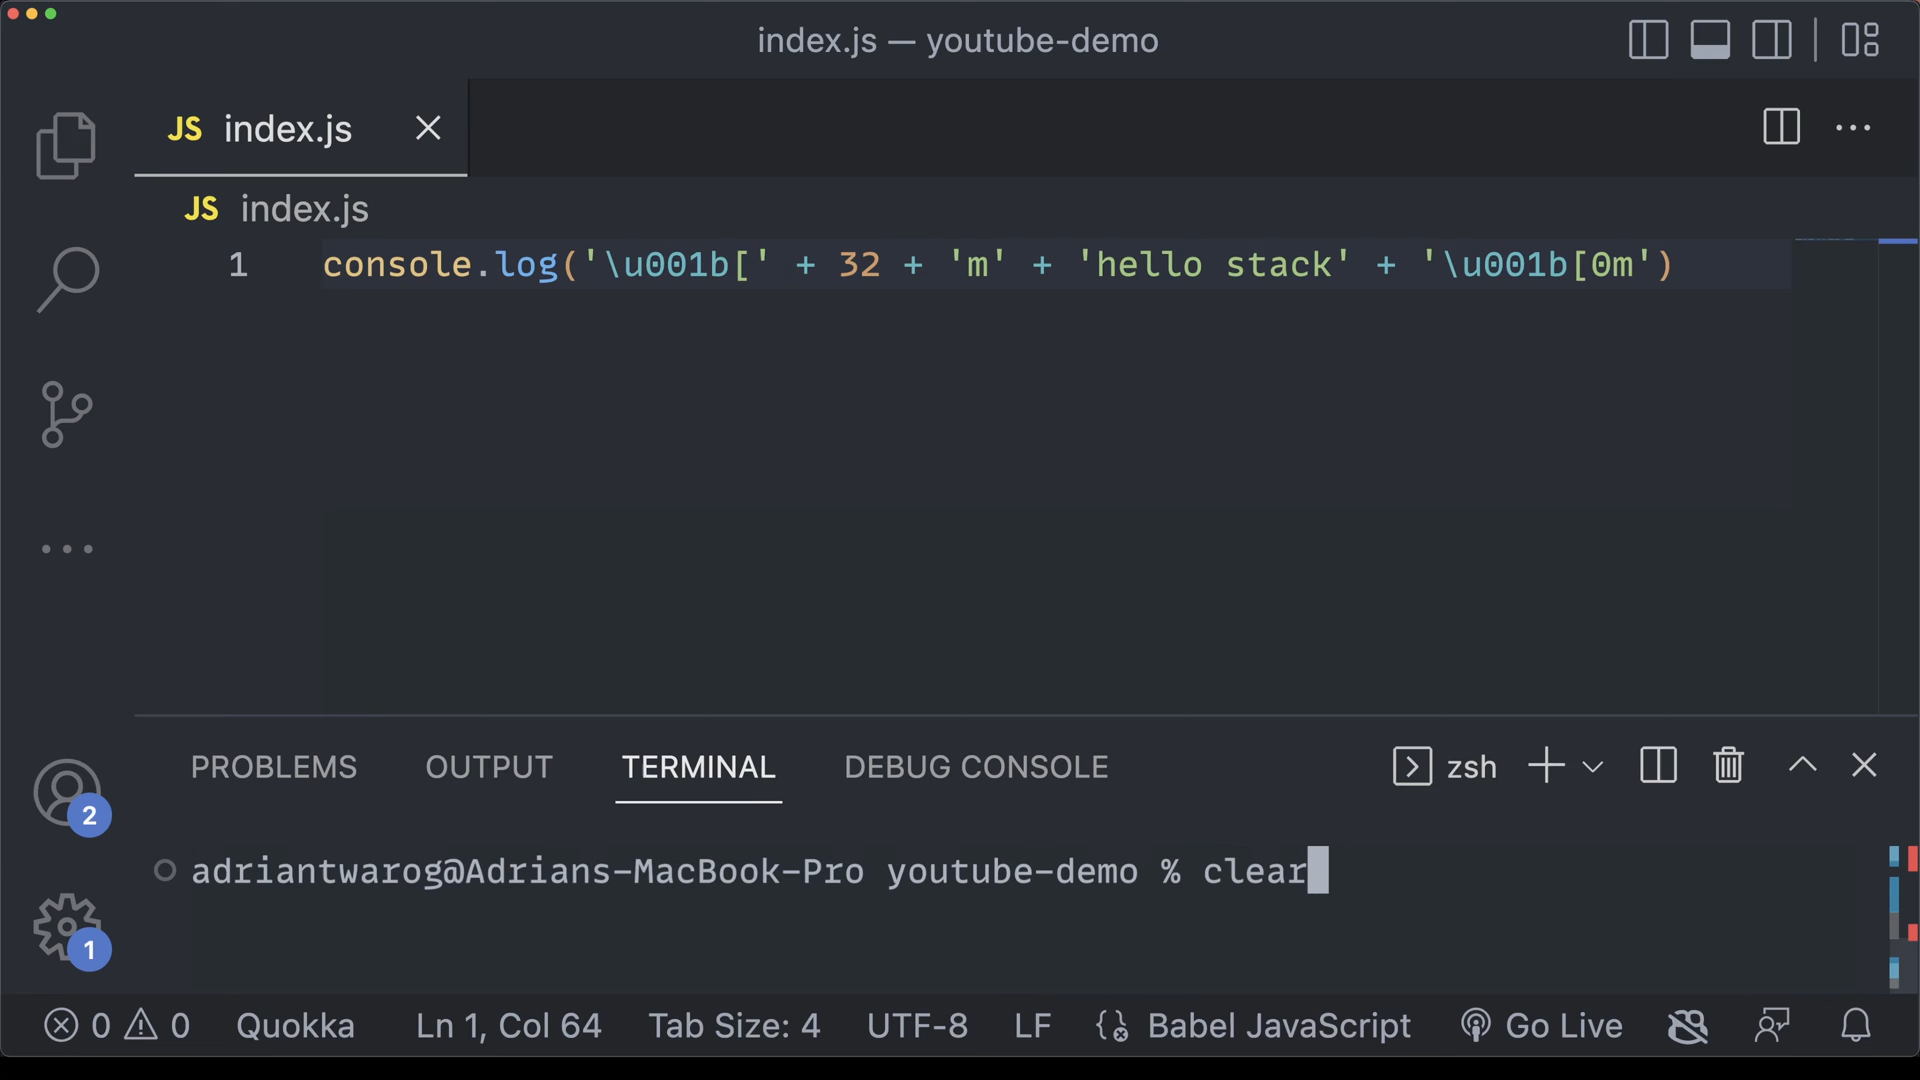 index.js — youtube-demo
JS index.js
JS index.js
1 console.log('\u001b[' + 32 + 'm' + 'hello stack' + '\u001b[0m')
PROBLEMS OUTPUT TERMINAL DEBUG CONSOLE zsh
2
adriantwarog@Adrians-MacBook-Pro youtube-demo % clear
1
0 0 Quokka Ln 1, Col 64 Tab Size: 4 UTF-8 LF Babel JavaScript Go Live